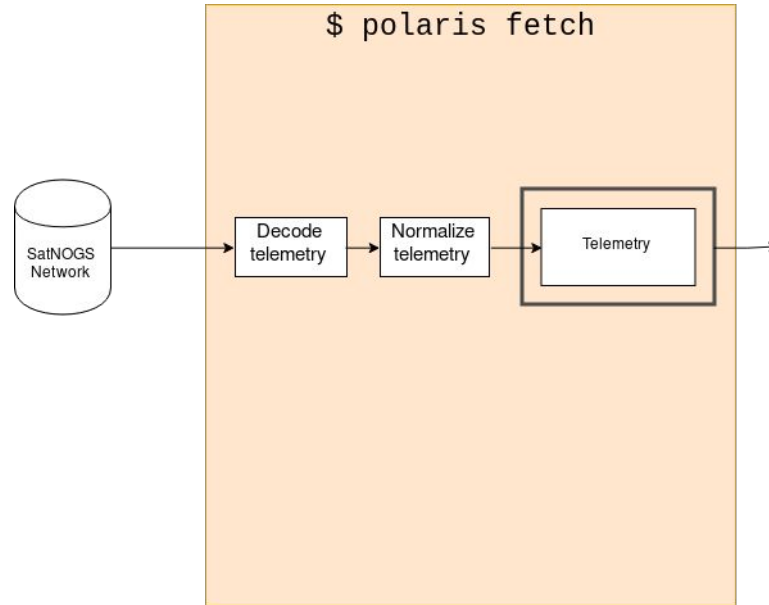 $ polaris fetch
SatNOGS
Network
Decode
telemetry
Normalize
telemetry
Telemetry